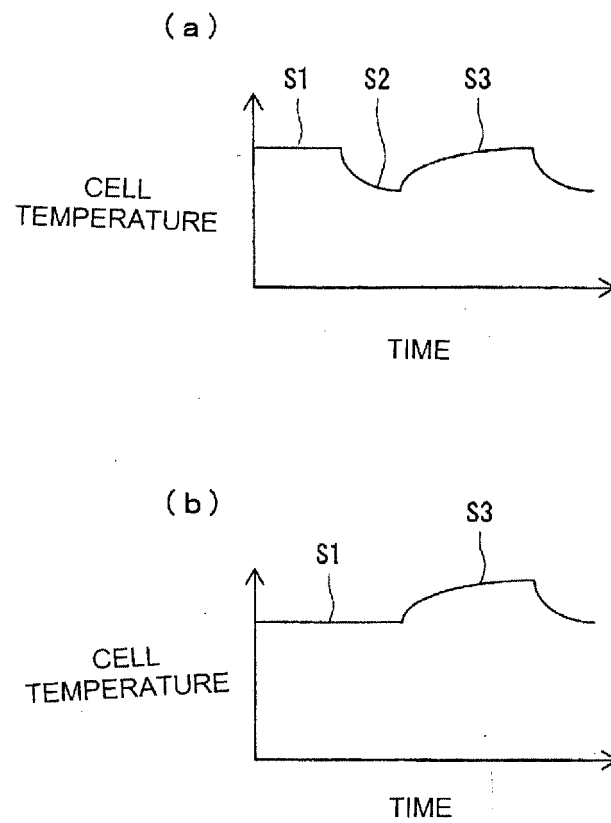 (a)
S1
S2
S3
CELL
TEMPERATURE
TIME
(b)
S3
S1
CELL
TEMPERATURE
TIME